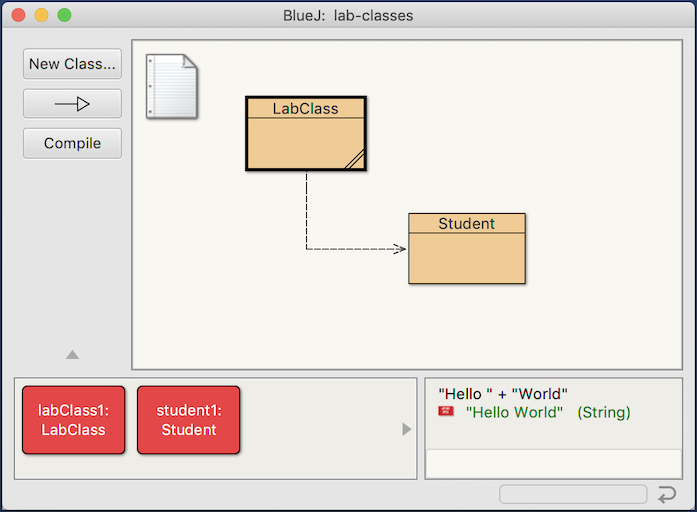 BlueJ:  lab-classes
New Class...
Compile
LabClass
Student
labClass1:
LabClass
student1:
Student
"Hello " + "World"
"Hello World"   (String)